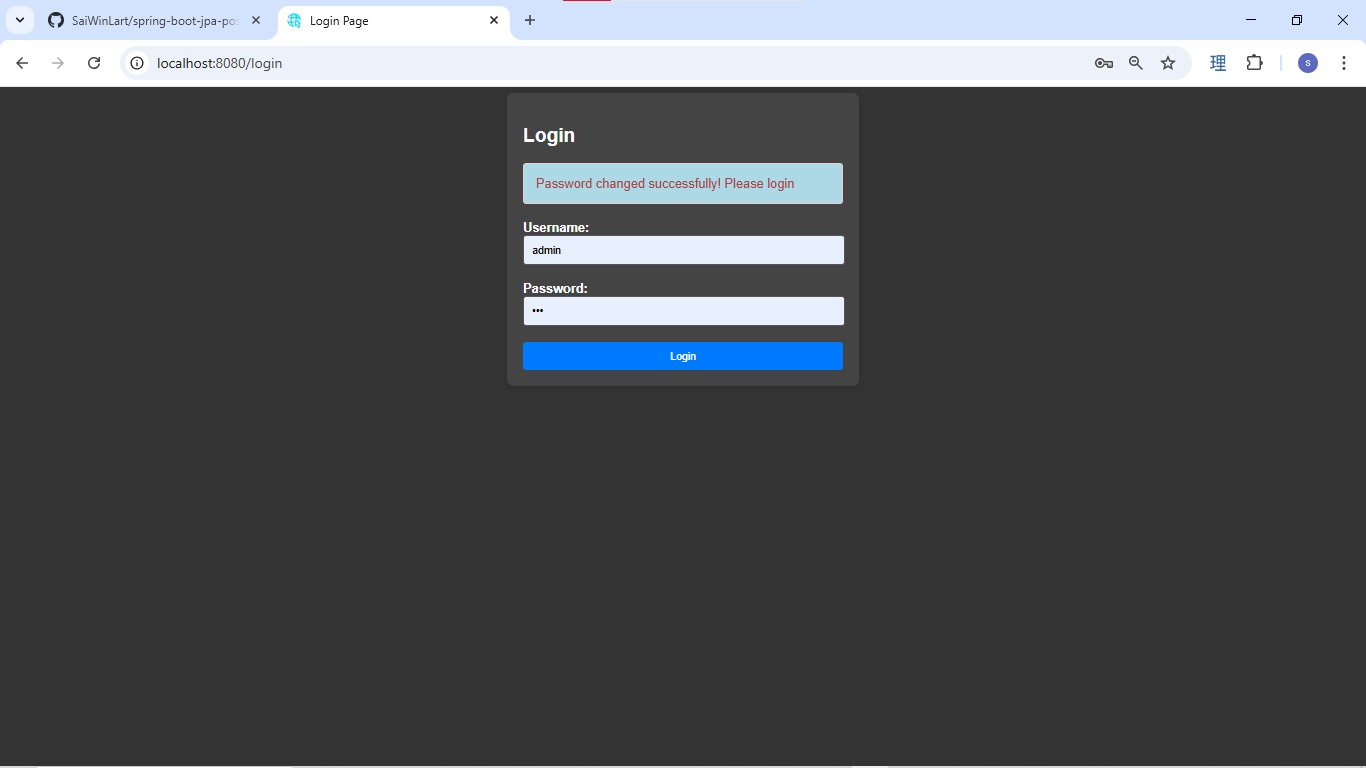 SaiWinLart/spring-boot-jpa-pos
Login Page
localhost:8080/login
理
S
Login
Password changed successfully! Please login
Username:
admin
Password:
•••
Login